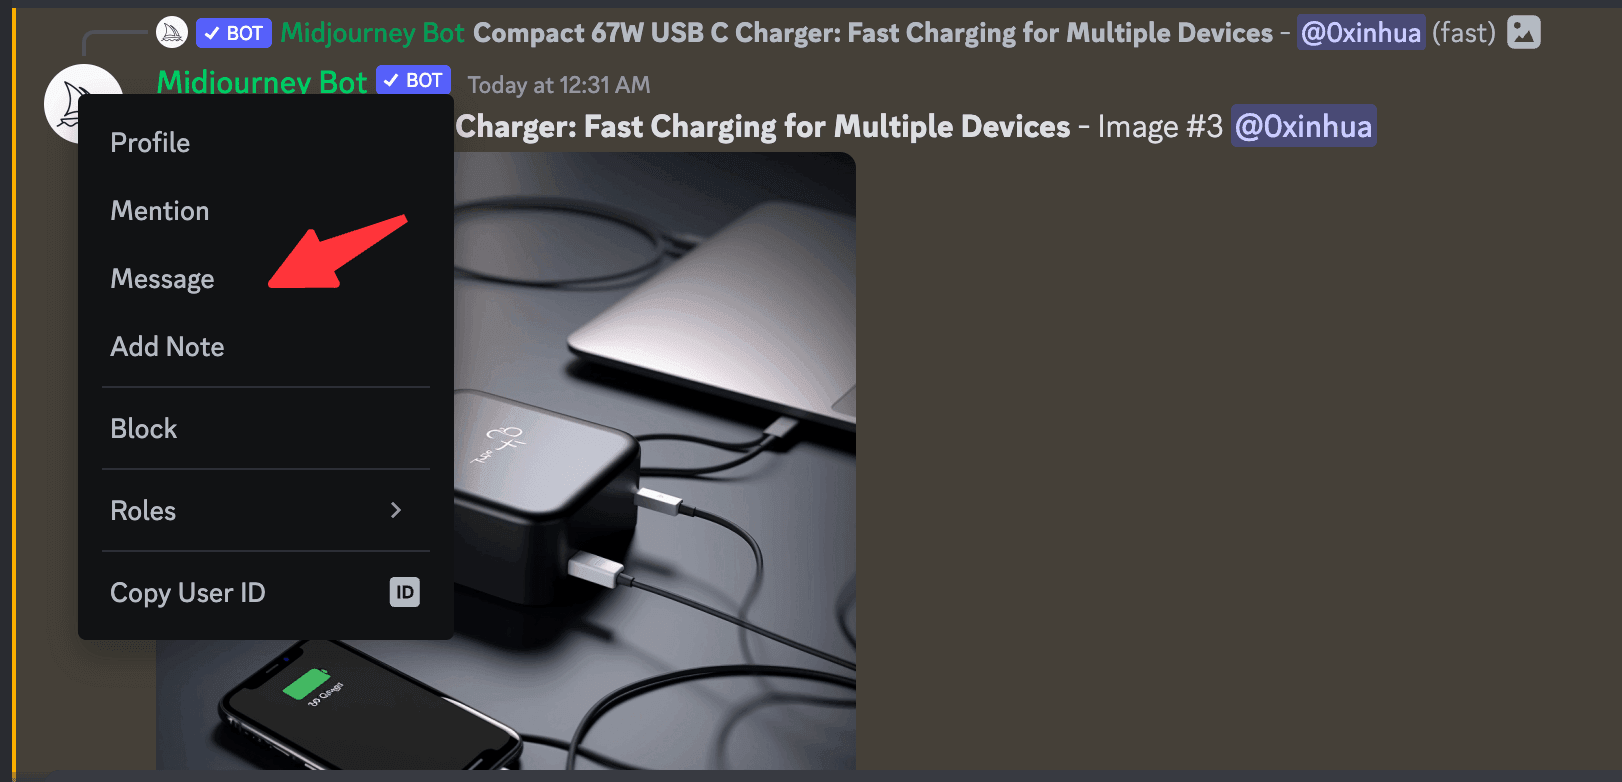 BOT Midjourney Bot Compact 67W USB C Charger: Fast Charging for Multiple Devices - @0xinhua (fast)
Midjourney Bot BOT Today at 12:31 AM
Charger: Fast Charging for Multiple Devices - Image #3 @0xinhua
Profile
Mention
Message
Add Note
Block
Roles
Copy User ID ID